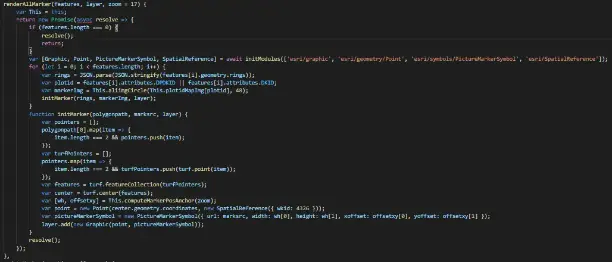 renderAllMarker(features, layer, zoom = 17) {
var This = this;
return new Promise(async resolve => {
if (features.length === 0) {
resolve();
return;
}
var [Graphic, Point, PictureMarkerSymbol, SpatialReference] = await initModules(['esri/graphic', 'esri/geometry/Point', 'esri/symbols/PictureMarkerSymbol', 'esri/SpatialReference']);
for (let i = 0; i < features.length; i++) {
var rings = JSON.parse(JSON.stringify(features[i].geometry.rings));
var plotid = features[i].attributes.DPDKID || features[i].attributes.DKID;
var markerimg = This.aliimgCircle(This.plotidMapImg[plotid], 48);
initMarker(rings, markerimg, layer);
}
function initMarker(polygonpath, marksrc, layer) {
var pointers = [];
polygonpath[0].map(item => {
item.length === 2 && pointers.push(item);
});
var turfPointers = [];
pointers.map(item => {
item.length === 2 && turfPointers.push(turf.point(item));
});
var features = turf.featureCollection(turfPointers);
var center = turf.center(features);
var [wh, offsetxy] = This.computeMarkerPosAnchor(zoom);
var point = new Point(center.geometry.coordinates, new SpatialReference({ wkid: 4326 }));
var pictureMarkerSymbol = new PictureMarkerSymbol({ url: marksrc, width: wh[0], height: wh[1], xoffset: offsetxy[0], yoffset: offsetxy[1] });
layer.add(new Graphic(point, pictureMarkerSymbol));
}
resolve();
});
},